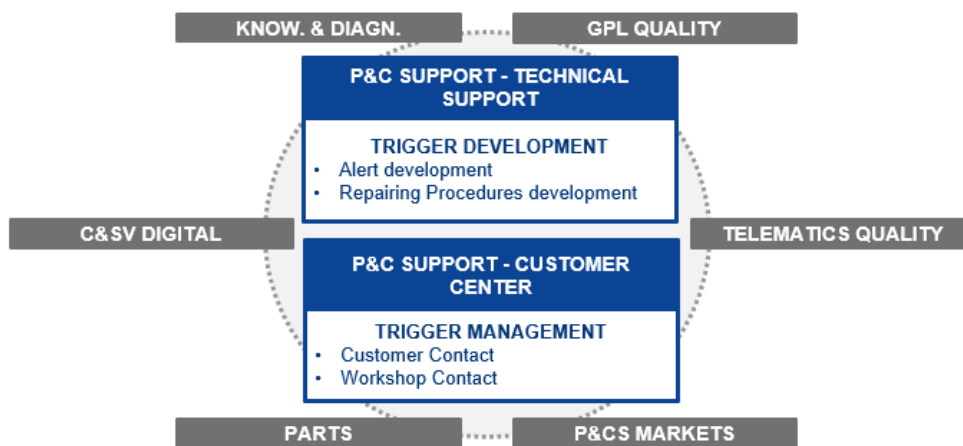 KNOW. & DIAGN.
GPL QUALITY
P&C SUPPORT - TECHNICAL
SUPPORT
TRIGGER DEVELOPMENT
• Alert development
• Repairing Procedures development
C&SV DIGITAL
TELEMATICS QUALITY
P&C SUPPORT - CUSTOMER
CENTER
TRIGGER MANAGEMENT
• Customer Contact
• Workshop Contact
PARTS
P&CS MARKETS